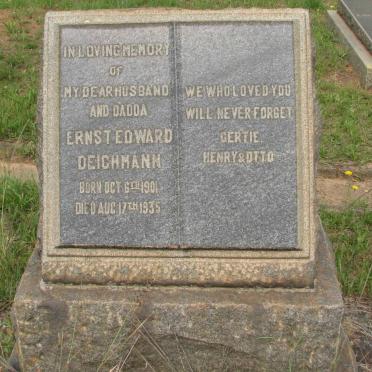 IN LOVING MEMORY
OF
MY DEAR HUSBAND
AND DADDA
ERNST EDWARD
DEICHMANN
BORN OCT 6TH 1901
DIED AUG 17TH 1935
WE WHO LOVED YOU
WILL NEVER FORGET
GERTIE.
HENRY & OTTO